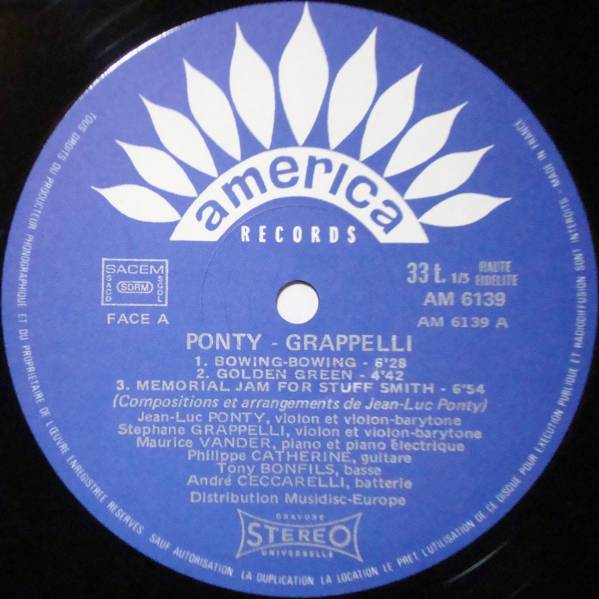 america
RECORDS
SACEM
SACD SDRM SGDL
FACE A
33 t. 1/3 HAUTE FIDELITE
AM 6139
AM 6139 A
PONTY - GRAPPELLI
1. BOWING-BOWING - 6'28
2. GOLDEN GREEN - 4'42
3. MEMORIAL JAM FOR STUFF SMITH - 6'54
(Compositions et arrangements de Jean-Luc Ponty)
Jean-Luc PONTY, violon et violon-barytone
Stephane GRAPPELLI, violon et violon-barytone
Maurice VANDER, piano et piano électrique
Philippe CATHERINE, guitare
Tony BONFILS, basse
André CECCARELLI, batterie
Distribution Musidisc-Europe
GRAVURE
STEREO
UNIVERSELLE
TOUS DROITS DU PRODUCTEUR PHONOGRAPHIQUE ET DU PROPRIETAIRE DE L'ŒUVRE ENREGISTREE RESERVES SAUF AUTORISATION LA DUPLICATION LA LOCATION LE PRET L'UTILISATION DE CE DISQUE POUR EXECUTION PUBLIQUE ET RADIODIFFUSION SONT INTERDITS - MADE IN FRANCE